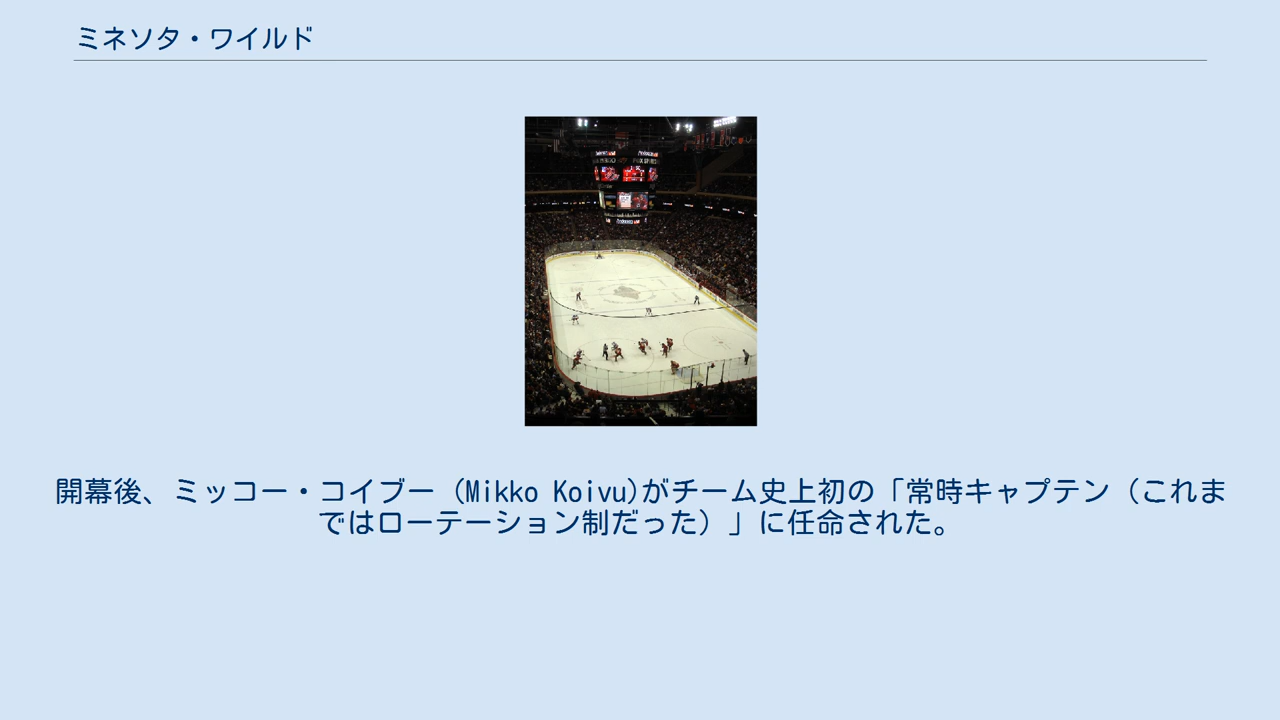 ミネソタ・ワイルド
開幕後、ミッコー・コイブー（Mikko Koivu)がチーム史上初の「常時キャプテン（これま
ではローテーション制だった）」に任命された。